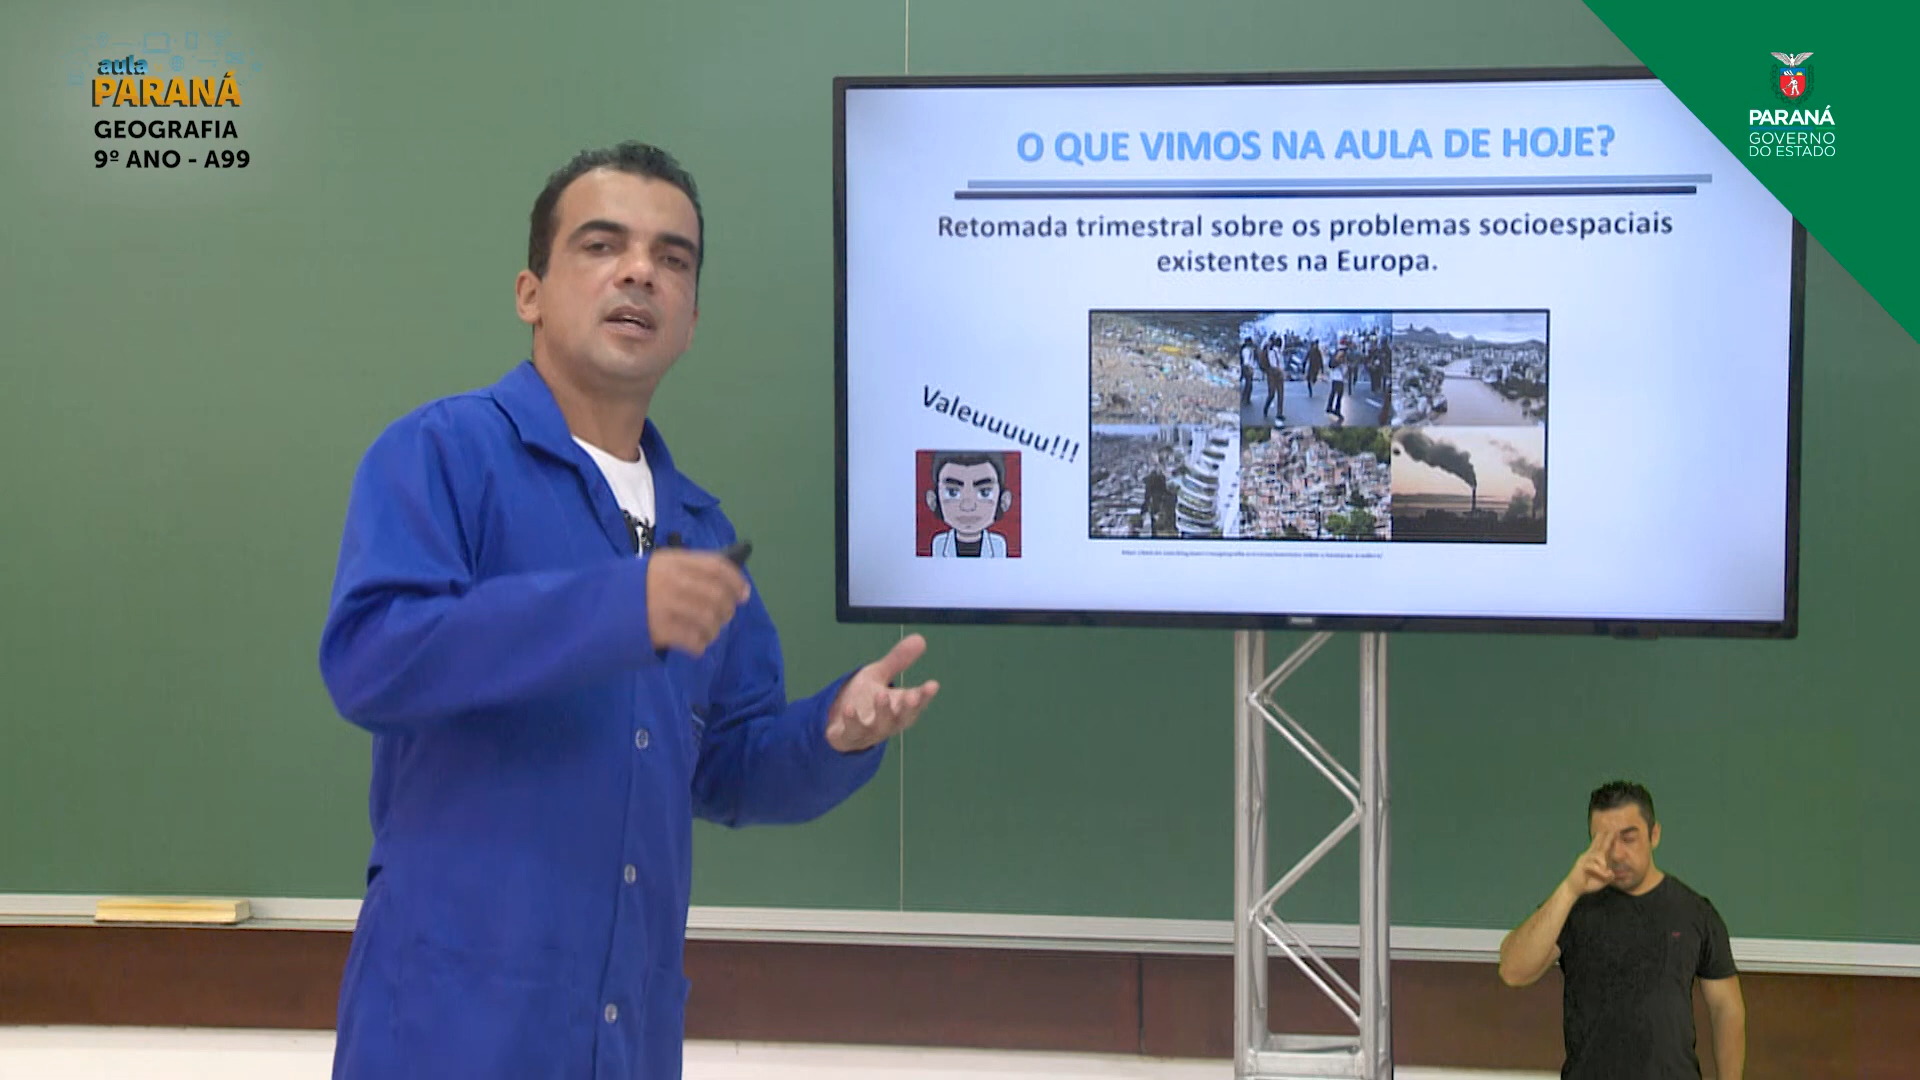 aula
PARANÁ
GEOGRAFIA
9º ANO - A99
PARANÁ
GOVERNO
DO ESTADO
O QUE VIMOS NA AULA DE HOJE?
Retomada trimestral sobre os problemas socioespaciais
existentes na Europa.
Valeuuuuu!!!